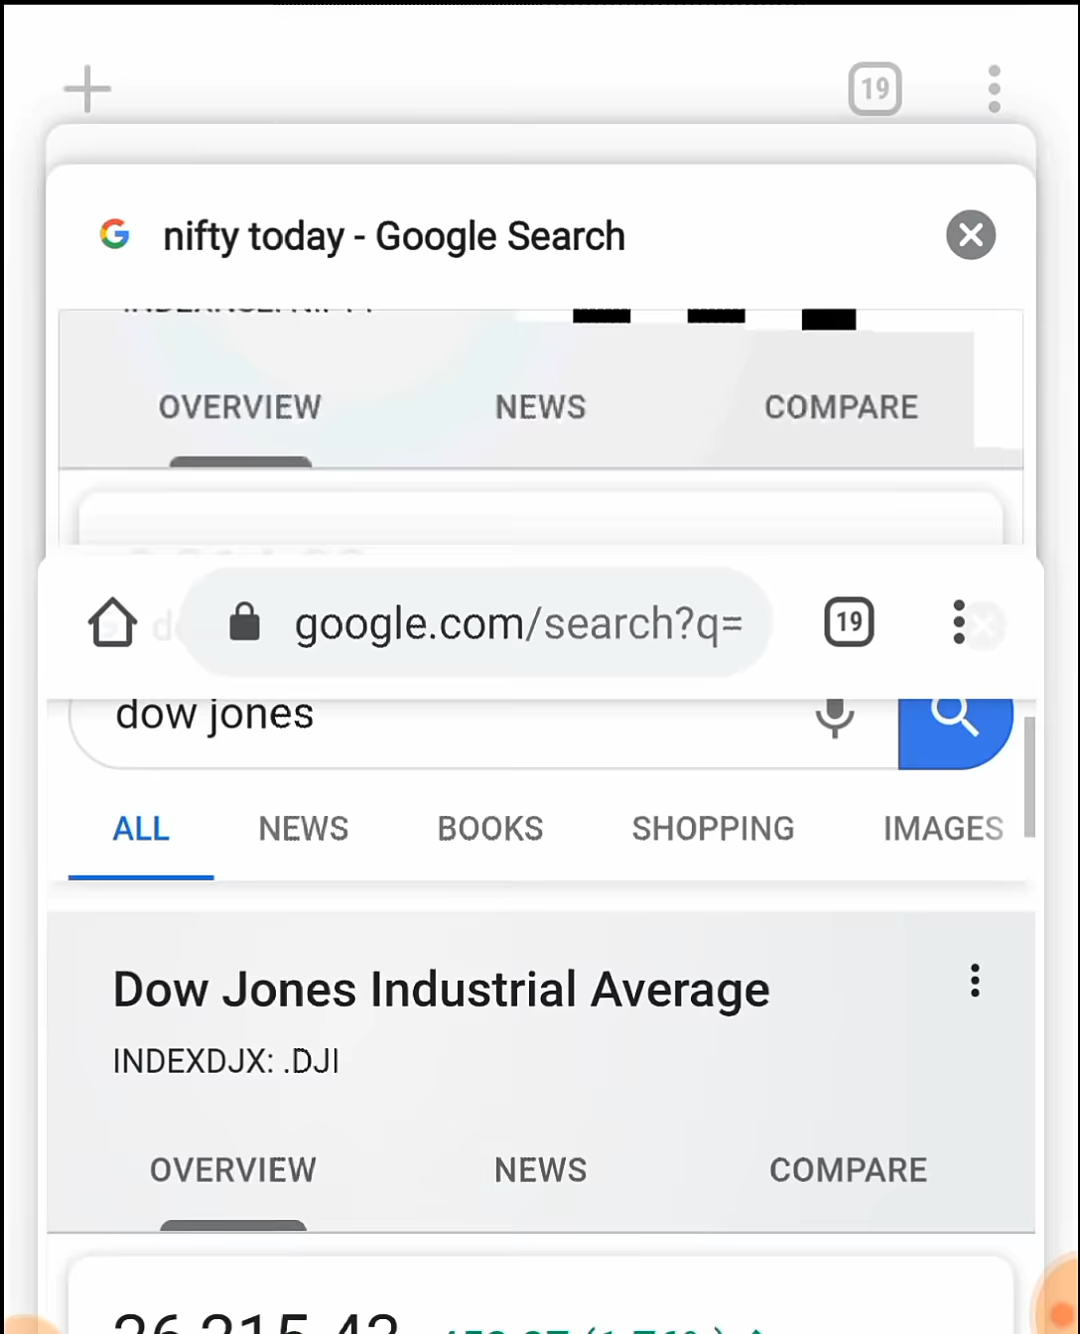 19
nifty today - Google Search
OVERVIEW NEWS COMPARE
google.com/search?q= 19
dow jones
ALL NEWS BOOKS SHOPPING IMAGES
Dow Jones Industrial Average
INDEXDJX: .DJI
OVERVIEW NEWS COMPARE